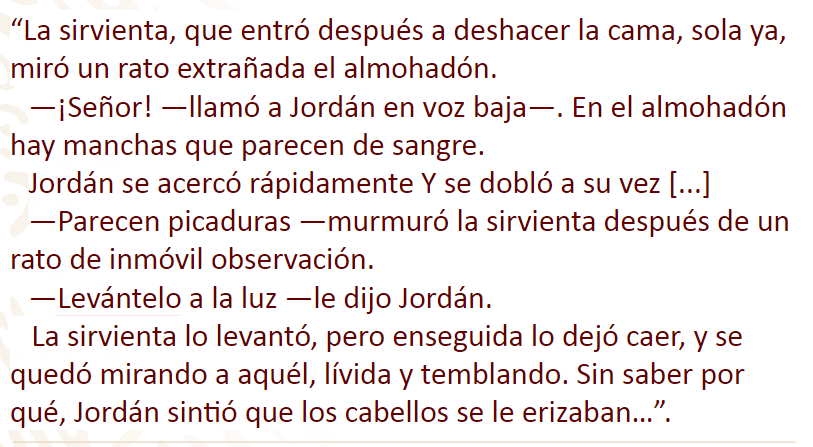 “La sirvienta, que entró después a deshacer la cama, sola ya,
miró un rato extrañada el almohadón.
—¡Señor! —llamó a Jordán en voz baja—. En el almohadón
hay manchas que parecen de sangre.
Jordán se acercó rápidamente Y se dobló a su vez [...]
—Parecen picaduras —murmuró la sirvienta después de un
rato de inmóvil observación.
—Levántelo a la luz —le dijo Jordán.
La sirvienta lo levantó, pero enseguida lo dejó caer, y se
quedó mirando a aquél, lívida y temblando. Sin saber por
qué, Jordán sintió que los cabellos se le erizaban...”.